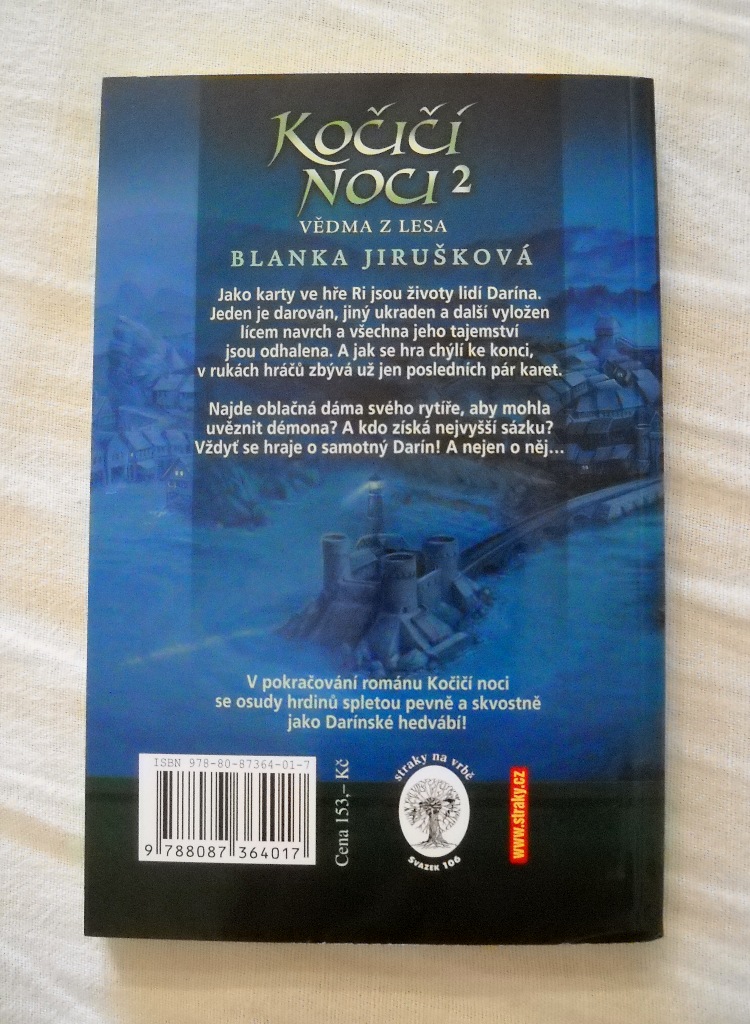 Kočičí
noci 2
VĚDMA Z LESA
BLANKA JIRUŠKOVÁ
Jako karty ve hře Ri jsou životy lidí Darína.
Jeden je darován, jiný ukraden a další vyložen
lícem navrch a všechna jeho tajemství
jsou odhalena. A jak se hra chýlí ke konci,
v rukách hráčů zbývá už jen posledních pár karet.
Najde oblačná dáma svého rytíře, aby mohla
uvěznit démona? A kdo získá nejvyšší sázku?
Vždyť se hraje o samotný Darín! A nejen o něj...
V pokračování románu Kočičí noci
se osudy hrdinů spletou pevně a skvostně
jako Darínské hedvábí!
ISBN 978-80-87364-01-7
9 788087 364017
Cena 153,– Kč
straky na vrbě
SVAZEK 106
www.straky.cz